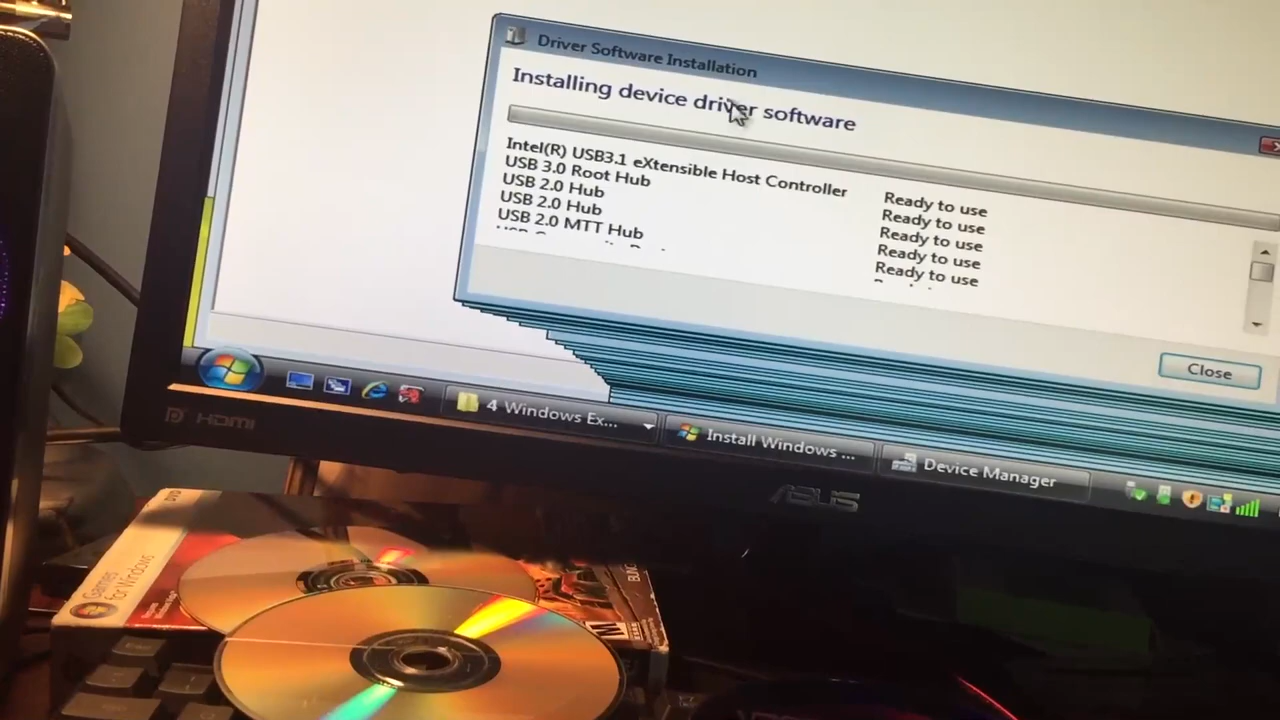 Driver Software Installation
Installing device driver software
Intel(R) USB3.1 eXtensible Host Controller Ready to use
USB 3.0 Root Hub Ready to use
USB 2.0 Hub Ready to use
USB 2.0 Hub Ready to use
USB 2.0 MTT Hub Ready to use
Close
4 Windows Ex...
Install Windows ...
Device Manager
HDMI
ASUS
DVD
Games
for Windows
BUNG
M